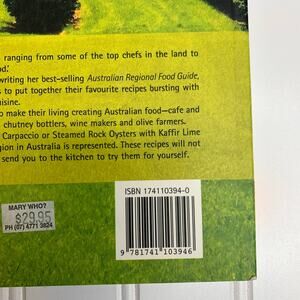 ranging from some of the top chefs in the land to
od.'
writing her best-selling Australian Regional Food Guide,
s to put together their favourite recipes bursting with
uisine.
o make their living creating Australian food—cafe and
chutney bottlers, wine makers and olive farmers.
Carpaccio or Steamed Rock Oysters with Kaffir Lime
gion in Australia is represented. These recipes will not
send you to the kitchen to try them for yourself.
ISBN 174110394-0
9 781741 103946
MARY WHO?
$29.95
PH (07) 4771 3824